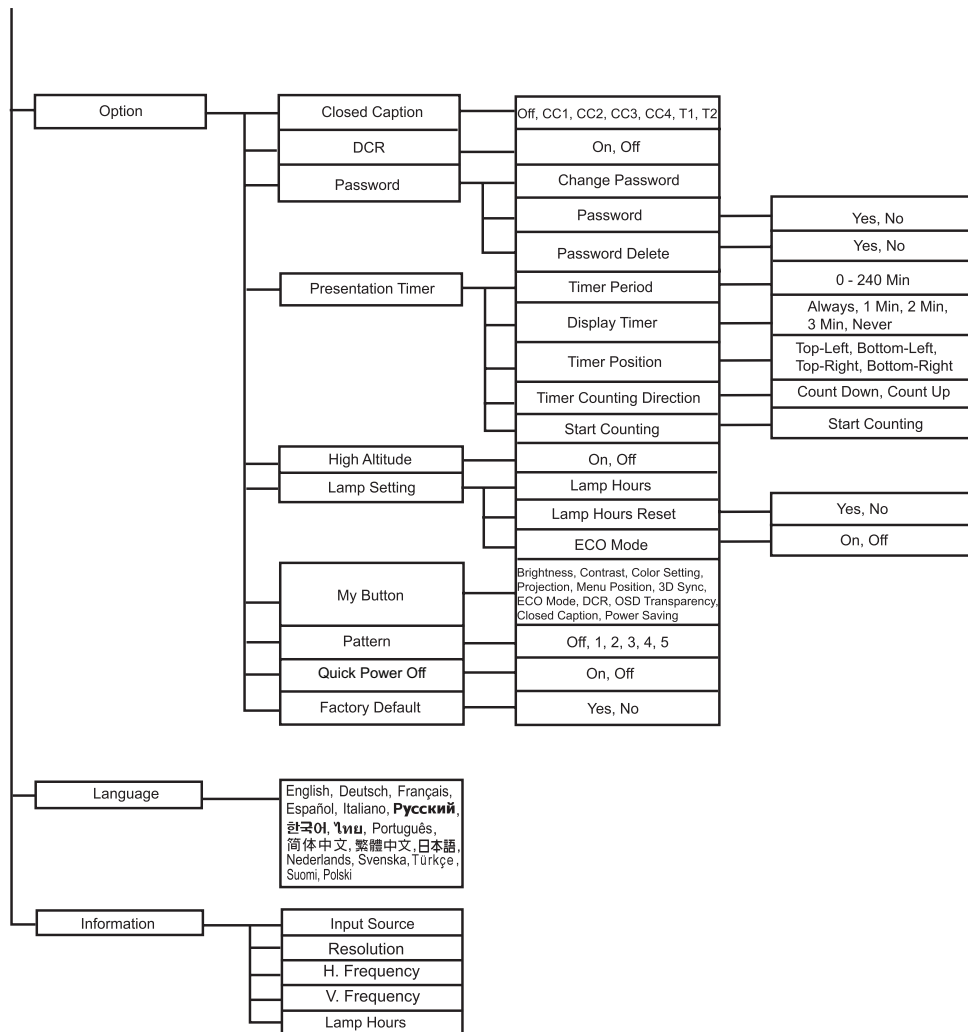 Option
Closed Caption
Off, CC1, CC2, CC3, CC4, T1, T2
DCR
On, Off
Password
Change Password
Password
Yes, No
Password Delete
Yes, No
Presentation Timer
Timer Period
0 - 240 Min
Display Timer
Always, 1 Min, 2 Min,
3 Min, Never
Timer Position
Top-Left, Bottom-Left,
Top-Right, Bottom-Right
Timer Counting Direction
Count Down, Count Up
Start Counting
Start Counting
High Altitude
On, Off
Lamp Setting
Lamp Hours
Lamp Hours Reset
Yes, No
ECO Mode
On, Off
My Button
Brightness, Contrast, Color Setting,
Projection, Menu Position, 3D Sync,
ECO Mode, DCR, OSD Transparency,
Closed Caption, Power Saving
Pattern
Off, 1, 2, 3, 4, 5
Quick Power Off
On, Off
Factory Default
Yes, No
Language
English, Deutsch, Français,
Español, Italiano, Русский,
한국어, ไทย, Português,
简体中文, 繁體中文, 日本語,
Nederlands, Svenska, Türkçe,
Suomi, Polski
Information
Input Source
Resolution
H. Frequency
V. Frequency
Lamp Hours